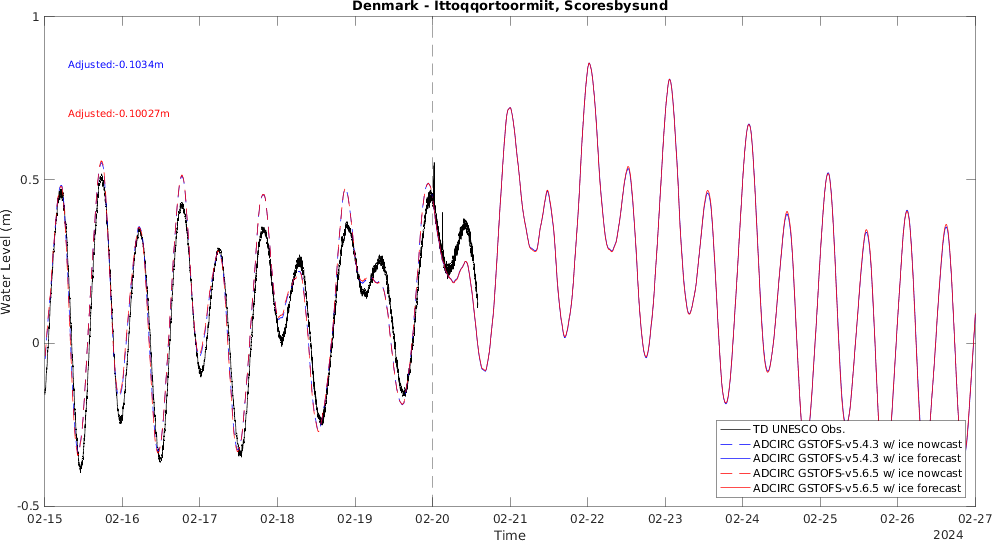 Denmark - Ittoqqortoormiit, Scoresbysund
1
Adjusted:-0.1034m
Adjusted:-0.10027m
0.5
Water Level (m)
0
TD UNESCO Obs.
ADCIRC GSTOFS-v5.4.3 w/ ice nowcast
ADCIRC GSTOFS-v5.4.3 w/ ice forecast
ADCIRC GSTOFS-v5.6.5 w/ ice nowcast
ADCIRC GSTOFS-v5.6.5 w/ ice forecast
-0.5
02-15 02-16 02-17 02-18 02-19 02-20 02-21 02-22 02-23 02-24 02-25 02-26 02-27
Time
2024